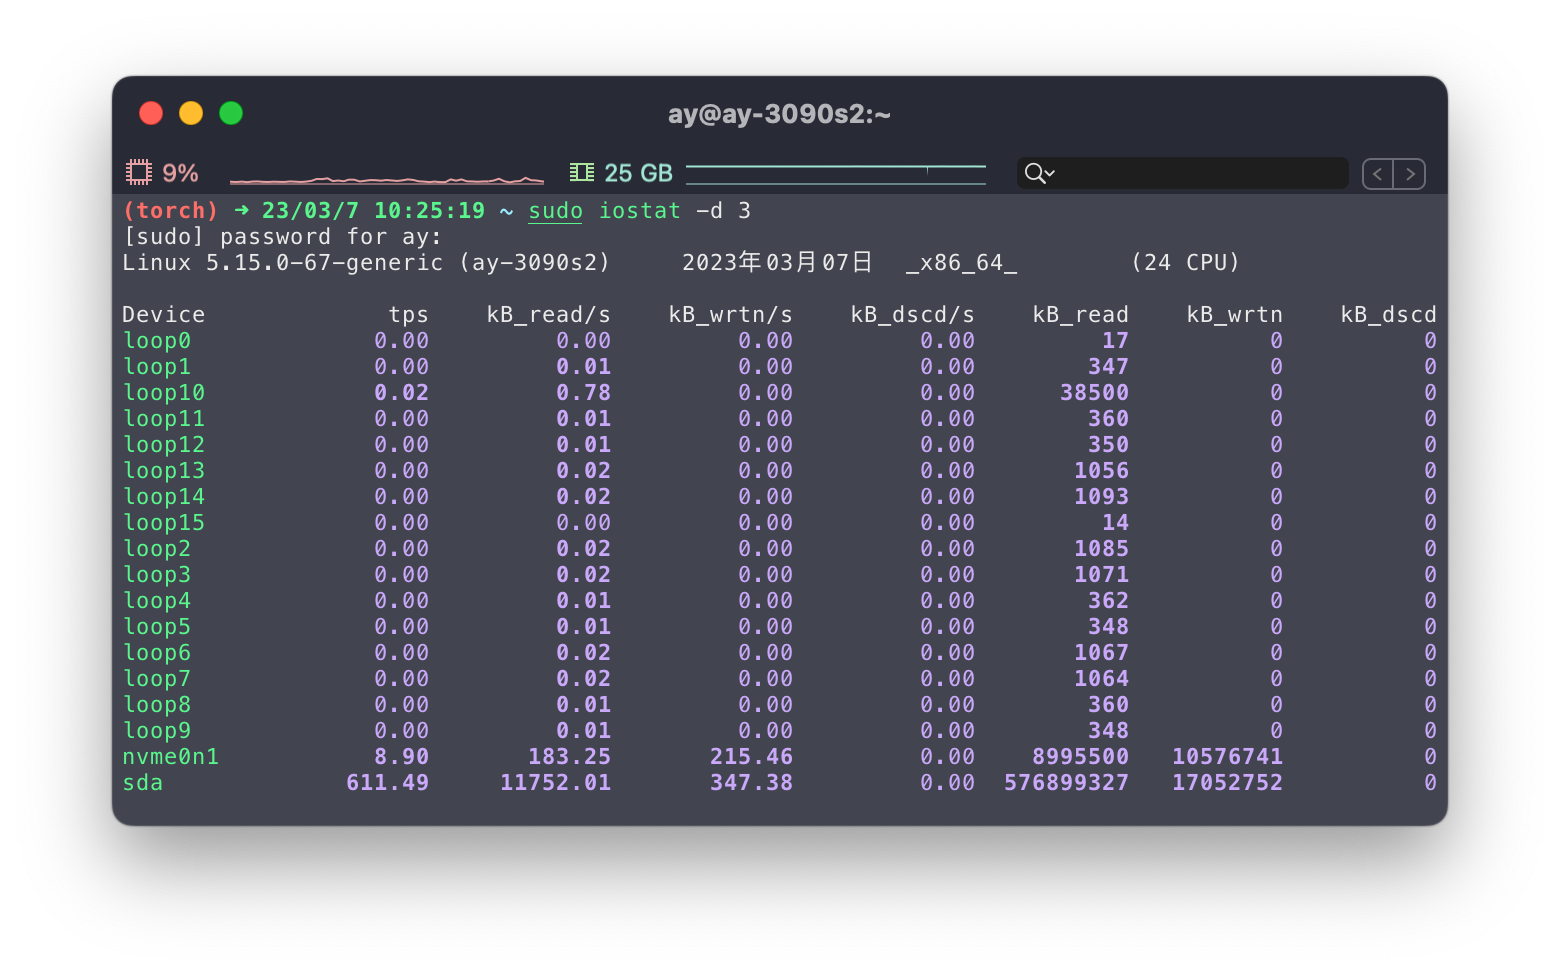 ay@ay-3090s2:~
9% 25 GB
(torch) ➜ 23/03/7 10:25:19 ~ sudo iostat -d 3
[sudo] password for ay:
Linux 5.15.0-67-generic (ay-3090s2) 2023年03月07日 _x86_64_ (24 CPU)
Device tps kB_read/s kB_wrtn/s kB_dscd/s kB_read kB_wrtn kB_dscd
loop0 0.00 0.00 0.00 0.00 17 0 0
loop1 0.00 0.01 0.00 0.00 347 0 0
loop10 0.02 0.78 0.00 0.00 38500 0 0
loop11 0.00 0.01 0.00 0.00 360 0 0
loop12 0.00 0.01 0.00 0.00 350 0 0
loop13 0.00 0.02 0.00 0.00 1056 0 0
loop14 0.00 0.02 0.00 0.00 1093 0 0
loop15 0.00 0.00 0.00 0.00 14 0 0
loop2 0.00 0.02 0.00 0.00 1085 0 0
loop3 0.00 0.02 0.00 0.00 1071 0 0
loop4 0.00 0.01 0.00 0.00 362 0 0
loop5 0.00 0.01 0.00 0.00 348 0 0
loop6 0.00 0.02 0.00 0.00 1067 0 0
loop7 0.00 0.02 0.00 0.00 1064 0 0
loop8 0.00 0.01 0.00 0.00 360 0 0
loop9 0.00 0.01 0.00 0.00 348 0 0
nvme0n1 8.90 183.25 215.46 0.00 8995500 10576741 0
sda 611.49 11752.01 347.38 0.00 576899327 17052752 0